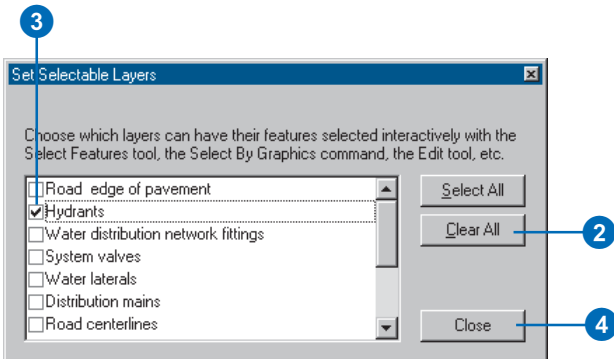 3
Set Selectable Layers
Choose which layers can have their features selected interactively with the
Select Features tool, the Select By Graphics command, the Edit tool, etc.
Road edge of pavement
Hydrants
Water distribution network fittings
System valves
Water laterals
Distribution mains
Road centerlines
Select All
Clear All
2
Close
4